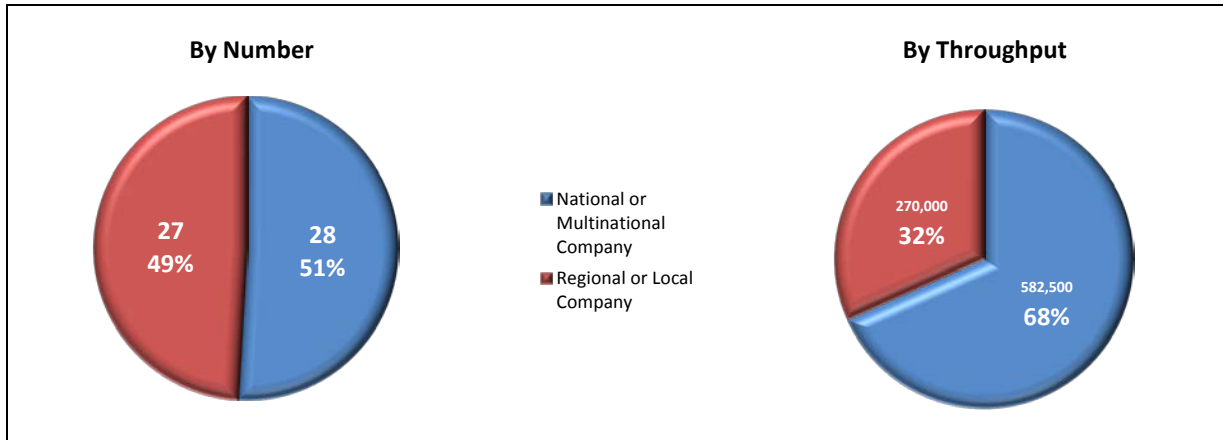 By Number
27
49%
28
51%
National or
Multinational
Company
Regional or Local
Company
By Throughput
270,000
32%
582,500
68%